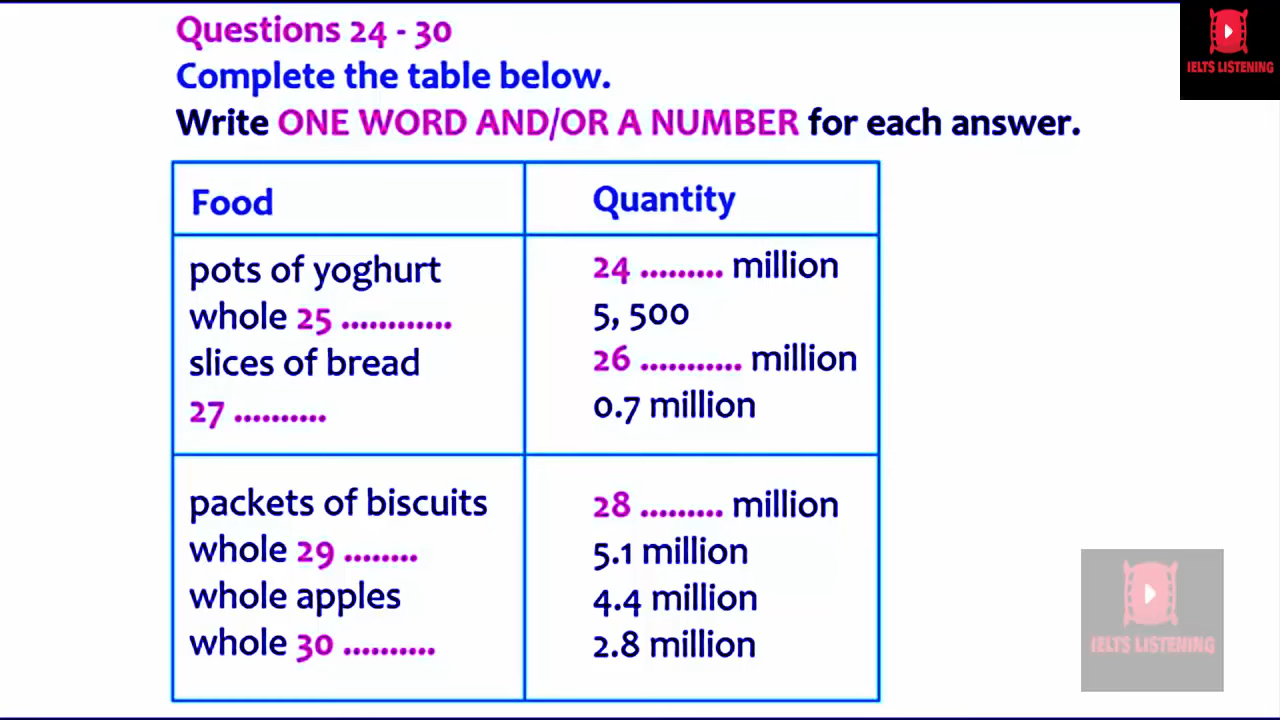 Questions 24 - 30
IELTS LISTENING
Complete the table below.
Write ONE WORD AND/OR A NUMBER for each answer.
Food
Quantity
pots of yoghurt
24 ......... million
whole 25 ............
5, 500
slices of bread
26 ........... million
27 ..........
0.7 million
packets of biscuits
28 ......... million
whole 29 ........
5.1 million
whole apples
4.4 million
whole 30 ..........
2.8 million
IELTS LISTENING